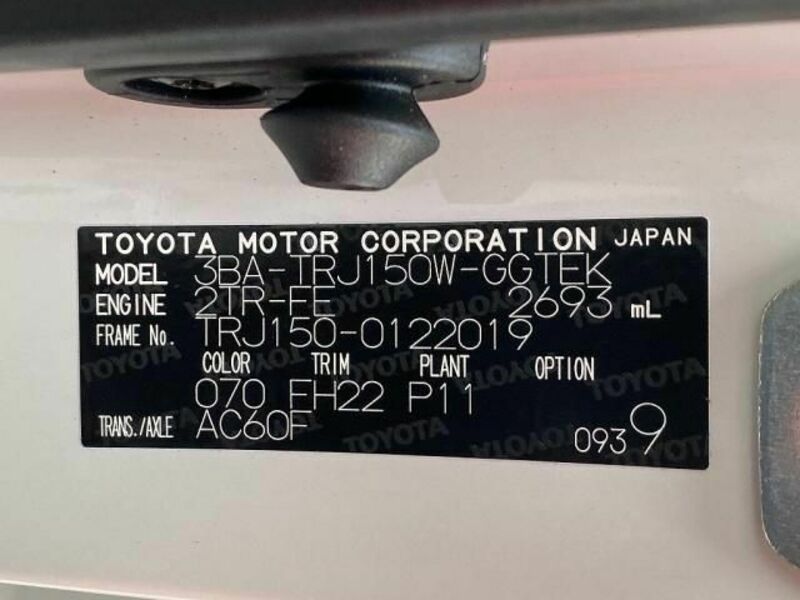 TOYOTA MOTOR CORPORATION JAPAN
MODEL 3BA-TRJ150W-GGTEK
ENGINE 2TR-FE 2693 mL
FRAME No. TRJ150-0122019
COLOR TRIM PLANT OPTION
070 FH22 P11
TRANS./AXLE AC60F 0939